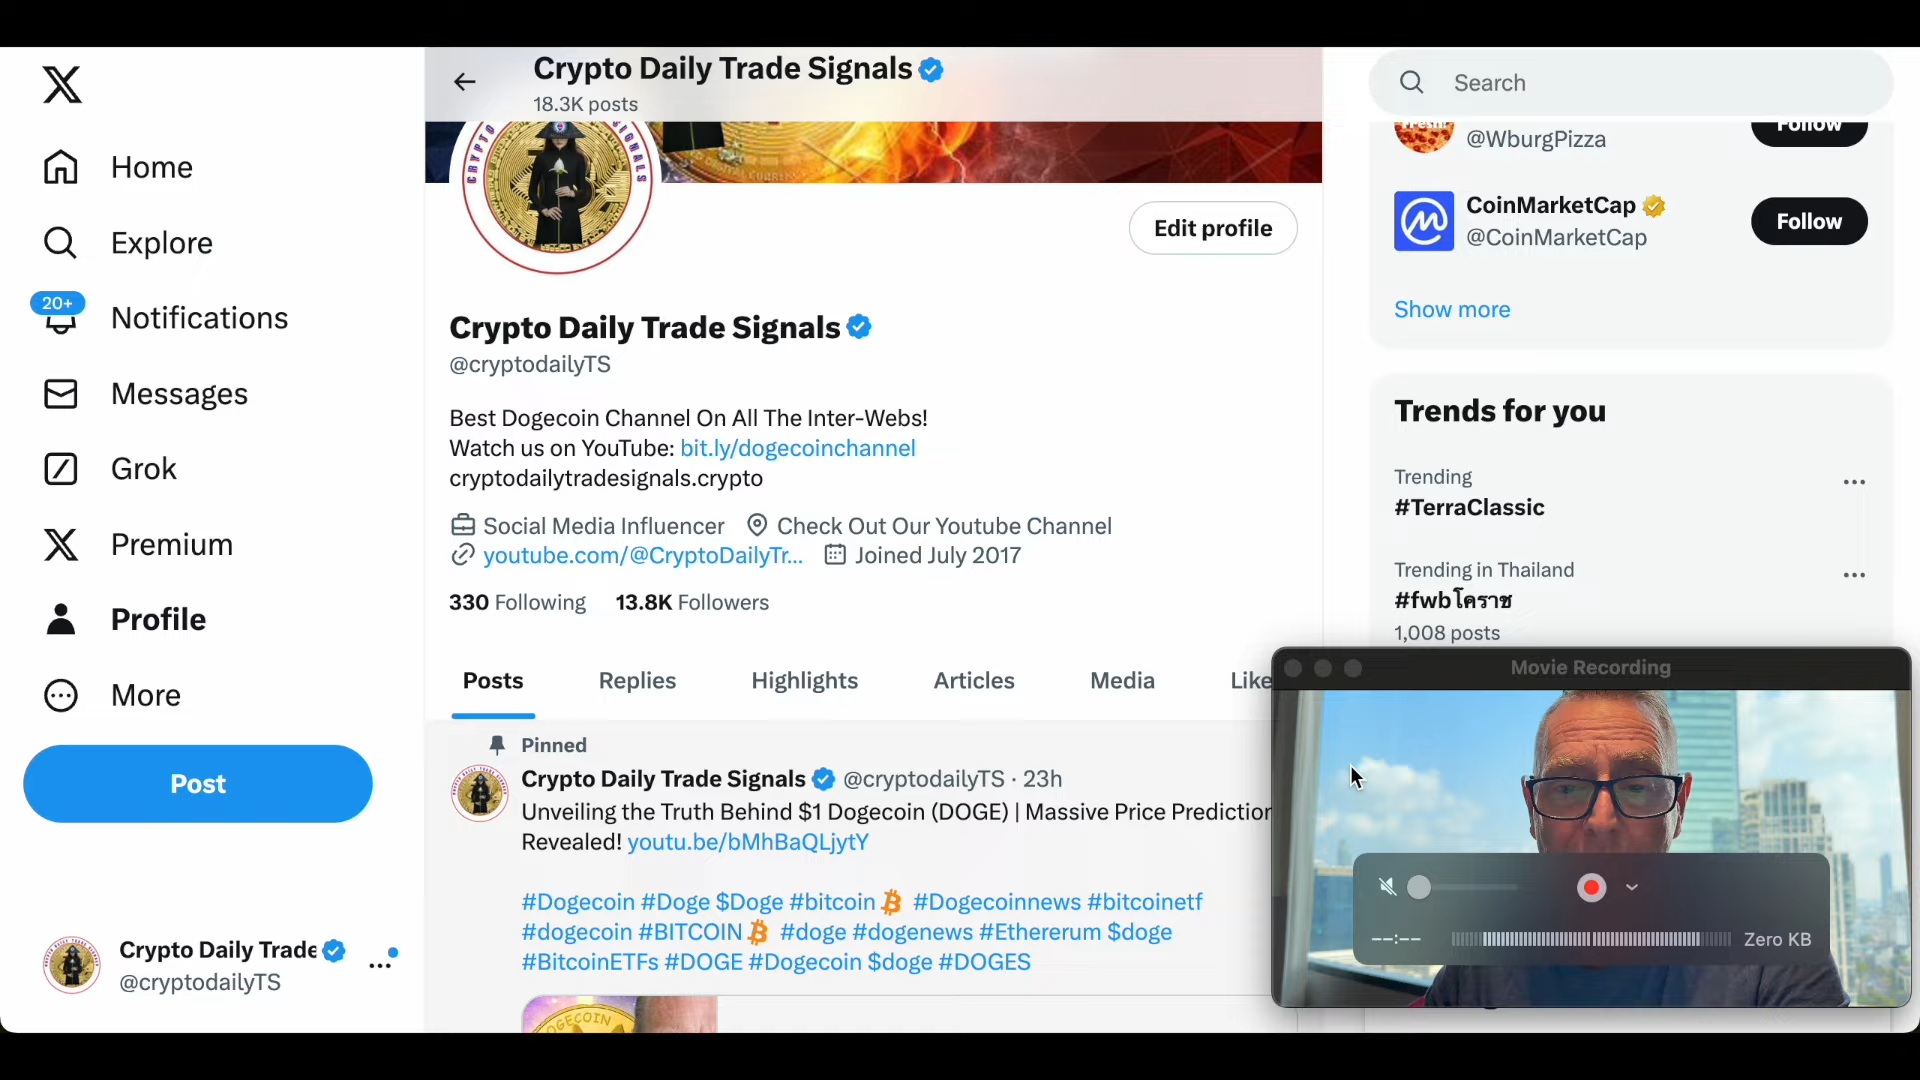 Crypto Daily Trade Signals
18.3K posts
Search
Home
Explore
20+
Notifications
Messages
Grok
Premium
Profile
More
Post
Crypto Daily Trade
@cryptodailyTS
CRYPTO
SIGNALS
Edit profile
Crypto Daily Trade Signals
@cryptodailyTS
Best Dogecoin Channel On All The Inter-Webs!
Watch us on YouTube: bit.ly/dogecoinchannel
cryptodailytradesignals.crypto
Social Media Influencer Check Out Our Youtube Channel
youtube.com/@CryptoDailyTr... Joined July 2017
330 Following 13.8K Followers
Posts Replies Highlights Articles Media Like
Pinned
Crypto Daily Trade Signals @cryptodailyTS · 23h
Unveiling the Truth Behind $1 Dogecoin (DOGE) | Massive Price Prediction
Revealed! youtu.be/bMhBaQLjytY
#Dogecoin #Doge $Doge #bitcoin #Dogecoinnews #bitcoinetf
#dogecoin #BITCOIN #doge #dogenews #Ethererum $doge
#BitcoinETFs #DOGE #Dogecoin $doge #DOGES
DOGECOIN
Follow
@WburgPizza
CoinMarketCap
@CoinMarketCap
Follow
Show more
Trends for you
Trending
#TerraClassic
Trending in Thailand
#fwbโคราช
1,008 posts
Movie Recording
--:--
Zero KB